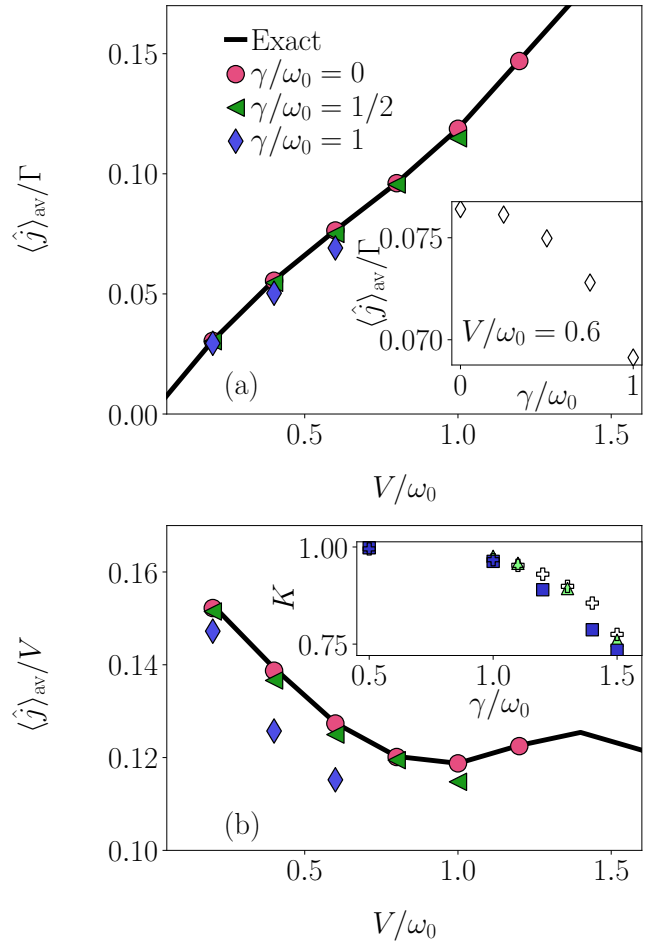 0.15
Exact
γ/ω₀ = 0
γ/ω₀ = 1/2
γ/ω₀ = 1
0.10
⟨ĵ⟩av/Γ
0.05
0.00
(a)
0.075
⟨ĵ⟩av/Γ
0.070
V/ω₀ = 0.6
0 1
γ/ω₀
0.5 1.0 1.5
V/ω₀
0.16
⟨ĵ⟩av/V
0.14
0.12
0.10
(b)
1.00
K
0.75
0.5 1.0 1.5
γ/ω₀
0.5 1.0 1.5
V/ω₀